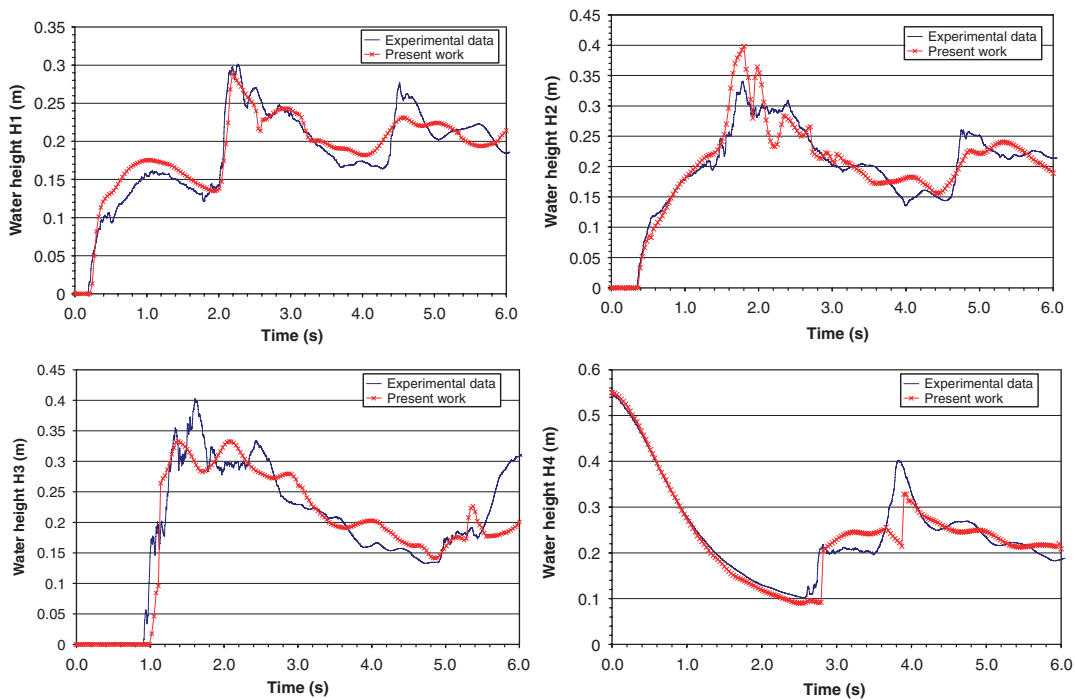 0.35
0.3
0.25
0.2
0.15
0.1
0.05
0
0.0 1.0 2.0 3.0 4.0 5.0 6.0
Water height H1 (m)
Time (s)
Experimental data
Present work
0.45
0.4
0.35
0.3
0.25
0.2
0.15
0.1
0.05
0
0.0 1.0 2.0 3.0 4.0 5.0 6.0
Water height H2 (m)
Time (s)
Experimental data
Present work
0.45
0.4
0.35
0.3
0.25
0.2
0.15
0.1
0.05
0
0.0 1.0 2.0 3.0 4.0 5.0 6.0
Water height H3 (m)
Time (s)
Experimental data
Present work
0.6
0.5
0.4
0.3
0.2
0.1
0
0.0 1.0 2.0 3.0 4.0 5.0 6.0
Water height H4 (m)
Time (s)
Experimental data
Present work